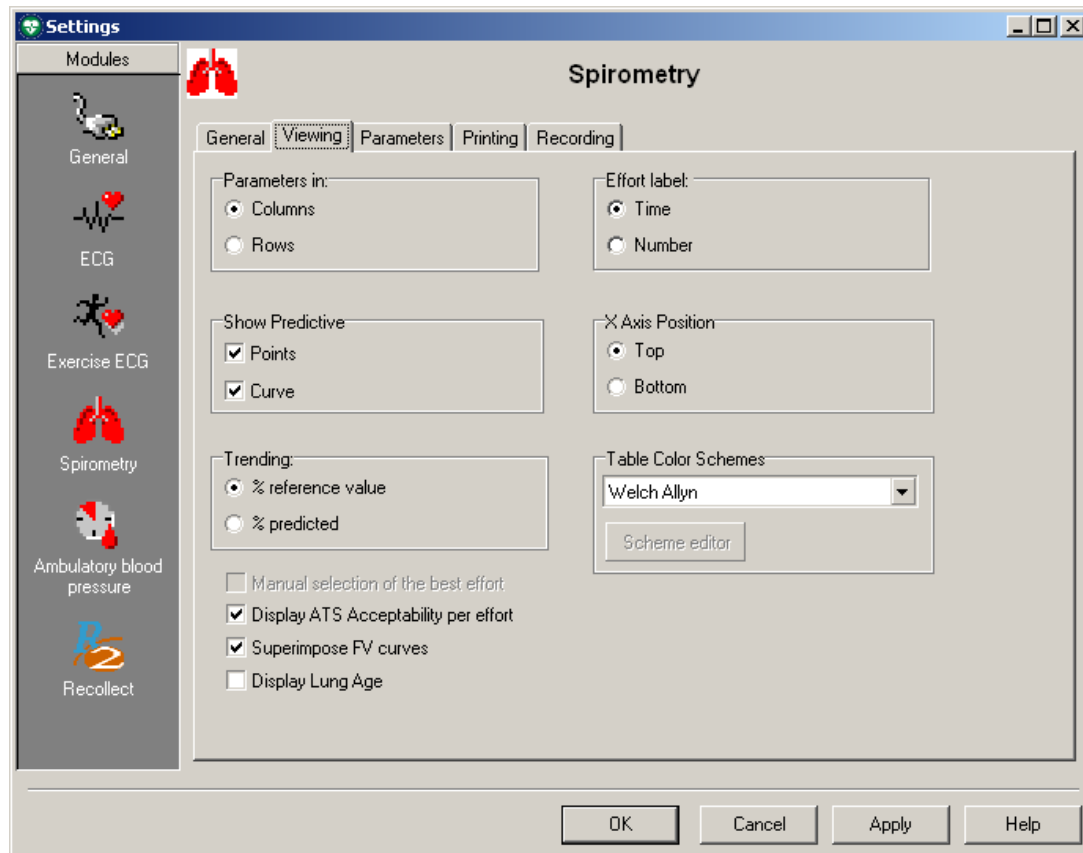 Settings
Modules
General
ECG
Exercise ECG
Spirometry
Ambulatory blood
pressure
Recollect
Spirometry
General Viewing Parameters Printing Recording
Parameters in:
Columns
Rows
Effort label:
Time
Number
Show Predictive
Points
Curve
X Axis Position
Top
Bottom
Trending:
% reference value
% predicted
Table Color Schemes
Welch Allyn
Scheme editor
Manual selection of the best effort
Display ATS Acceptability per effort
Superimpose FV curves
Display Lung Age
OK Cancel Apply Help